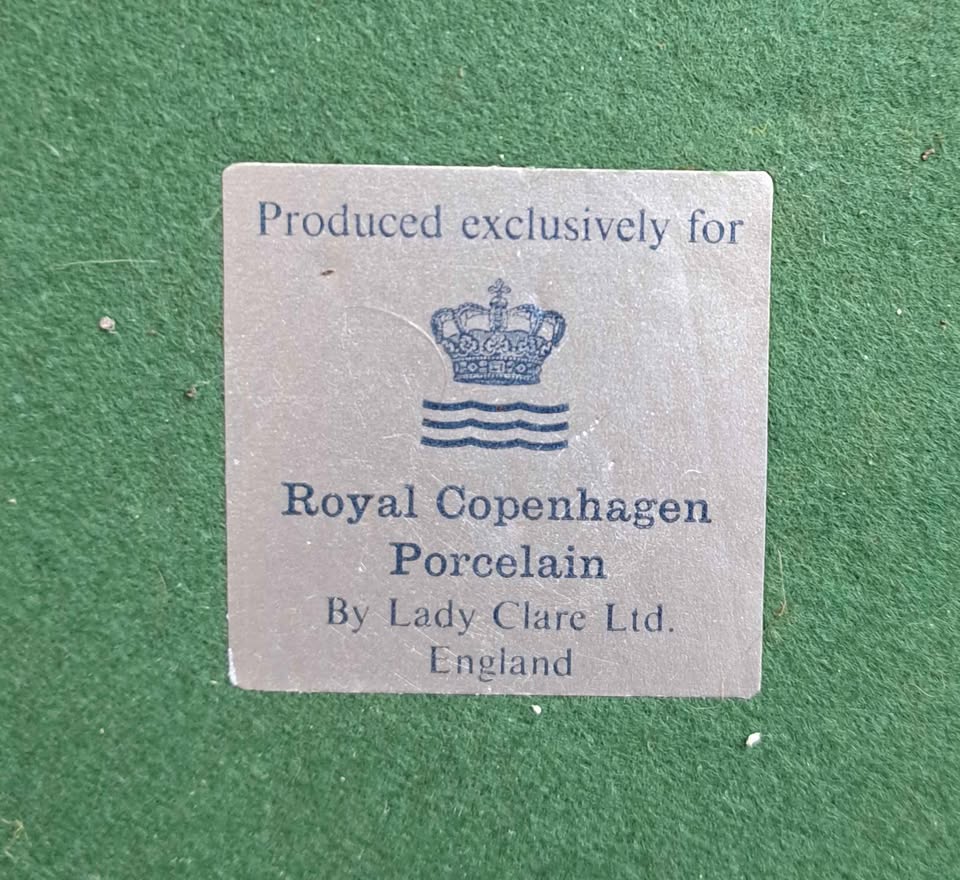 Produced exclusively for
Royal Copenhagen
Porcelain
By Lady Clare Ltd.
England